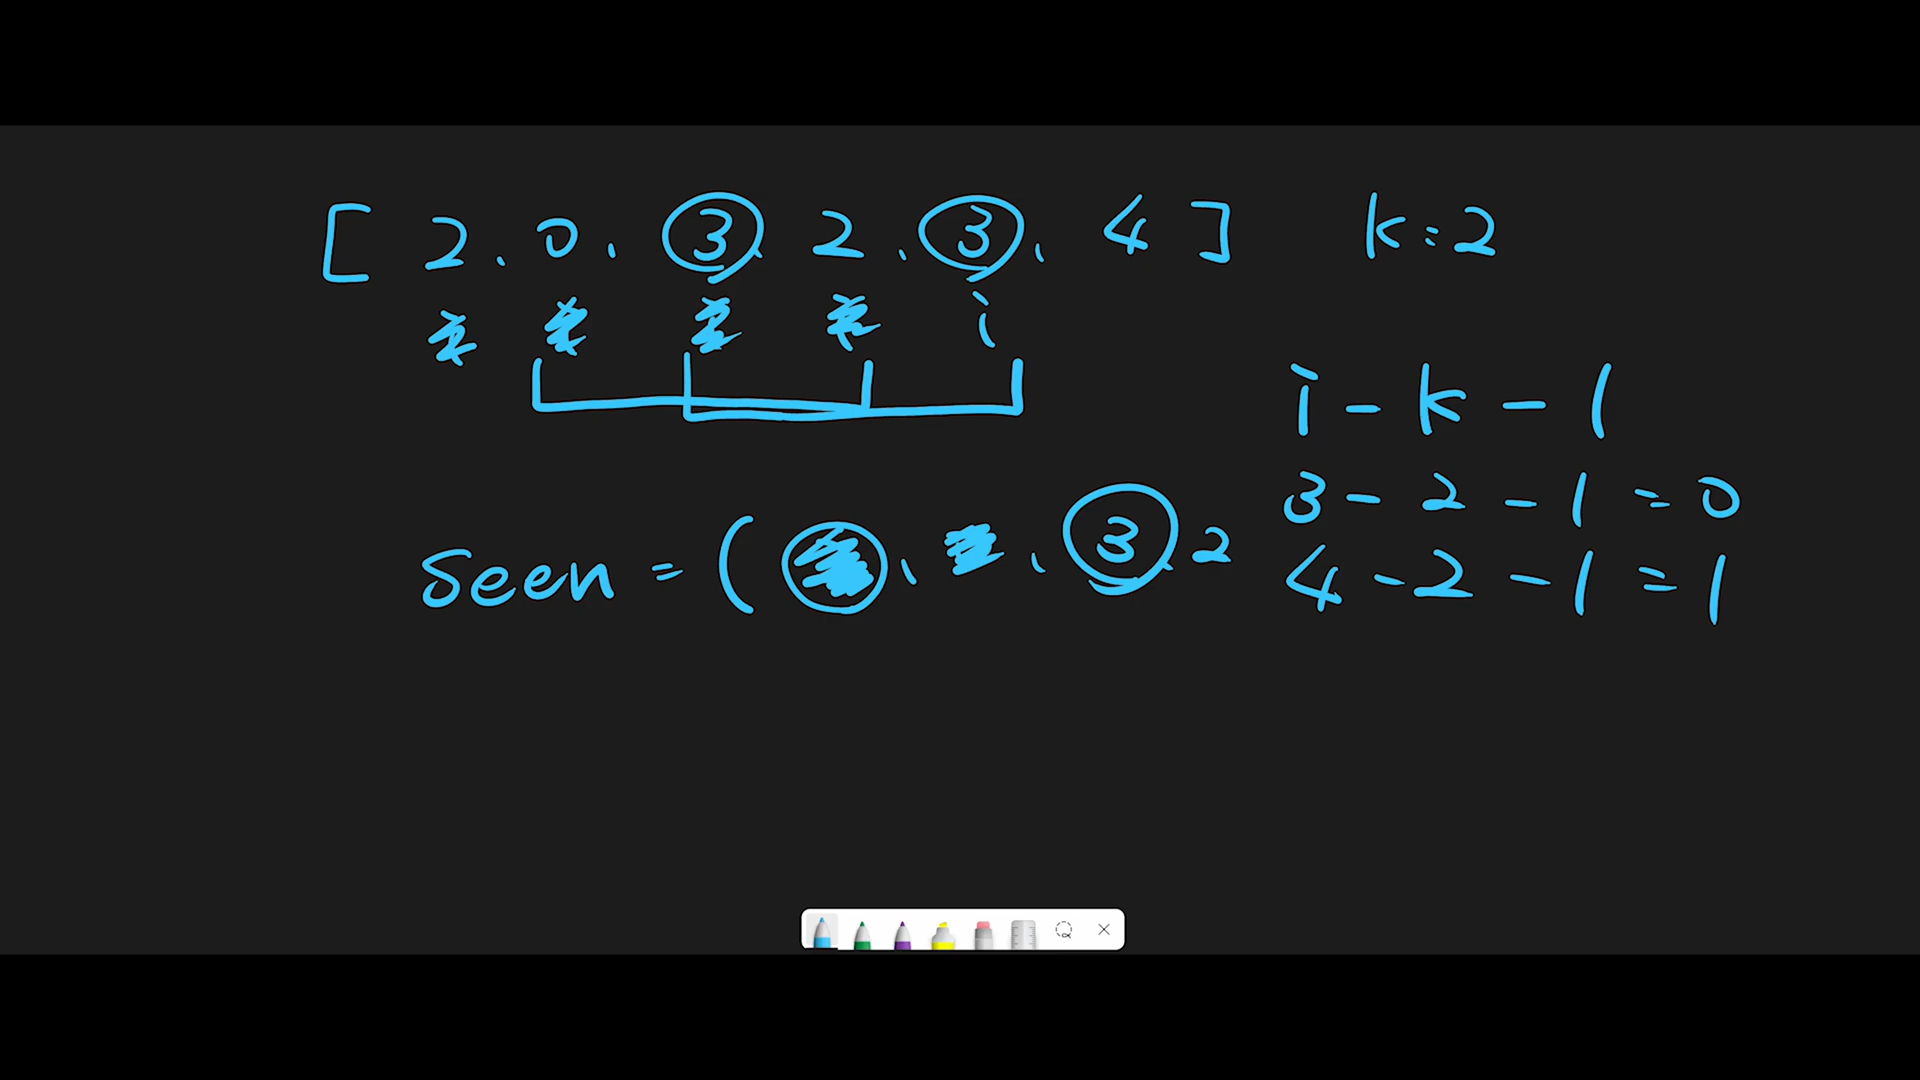 [ 2, 0, 3, 2, 3, 4 ] k=2
i
i - k - 1
3 - 2 - 1 = 0
seen = ( , , 3, 2
4 - 2 - 1 = 1